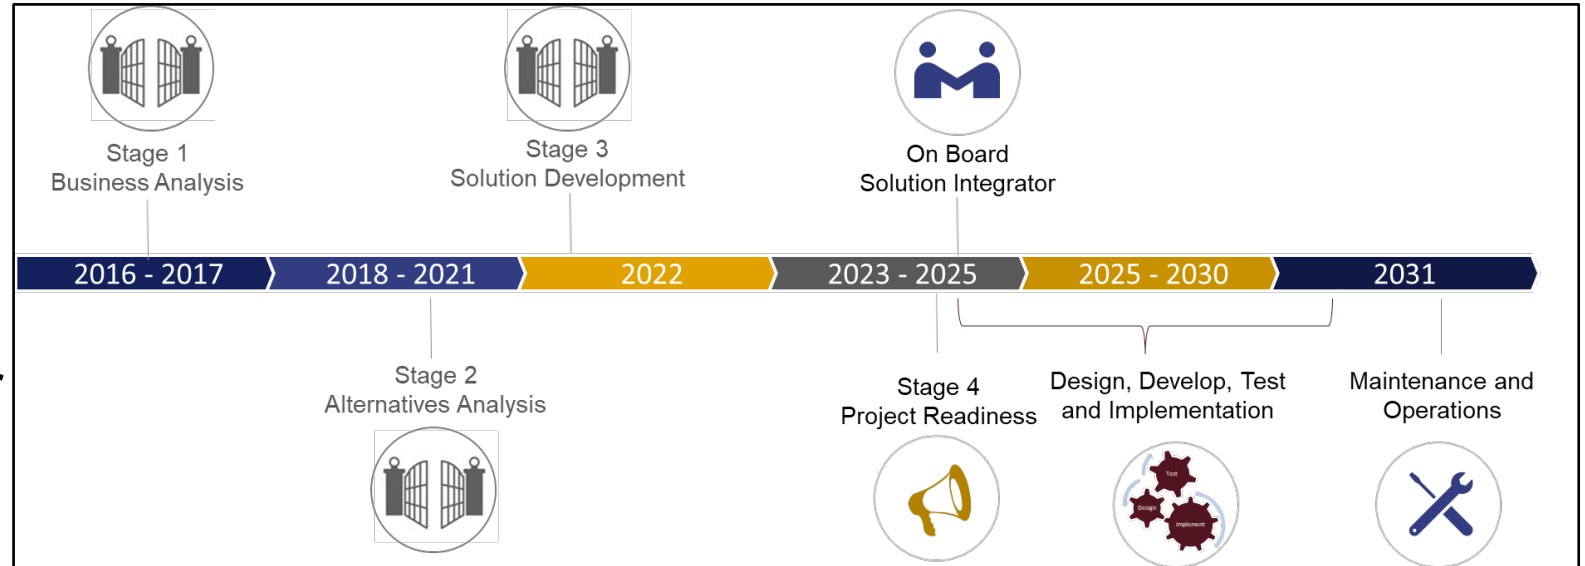 Stage 1
Business Analysis
Stage 3
Solution Development
On Board
Solution Integrator
2016 - 2017
2018 - 2021
2022
2023 - 2025
2025 - 2030
2031
Stage 2
Alternatives Analysis
Stage 4
Project Readiness
Design, Develop, Test
and Implementation
Maintenance and
Operations
Test
Design
Implement